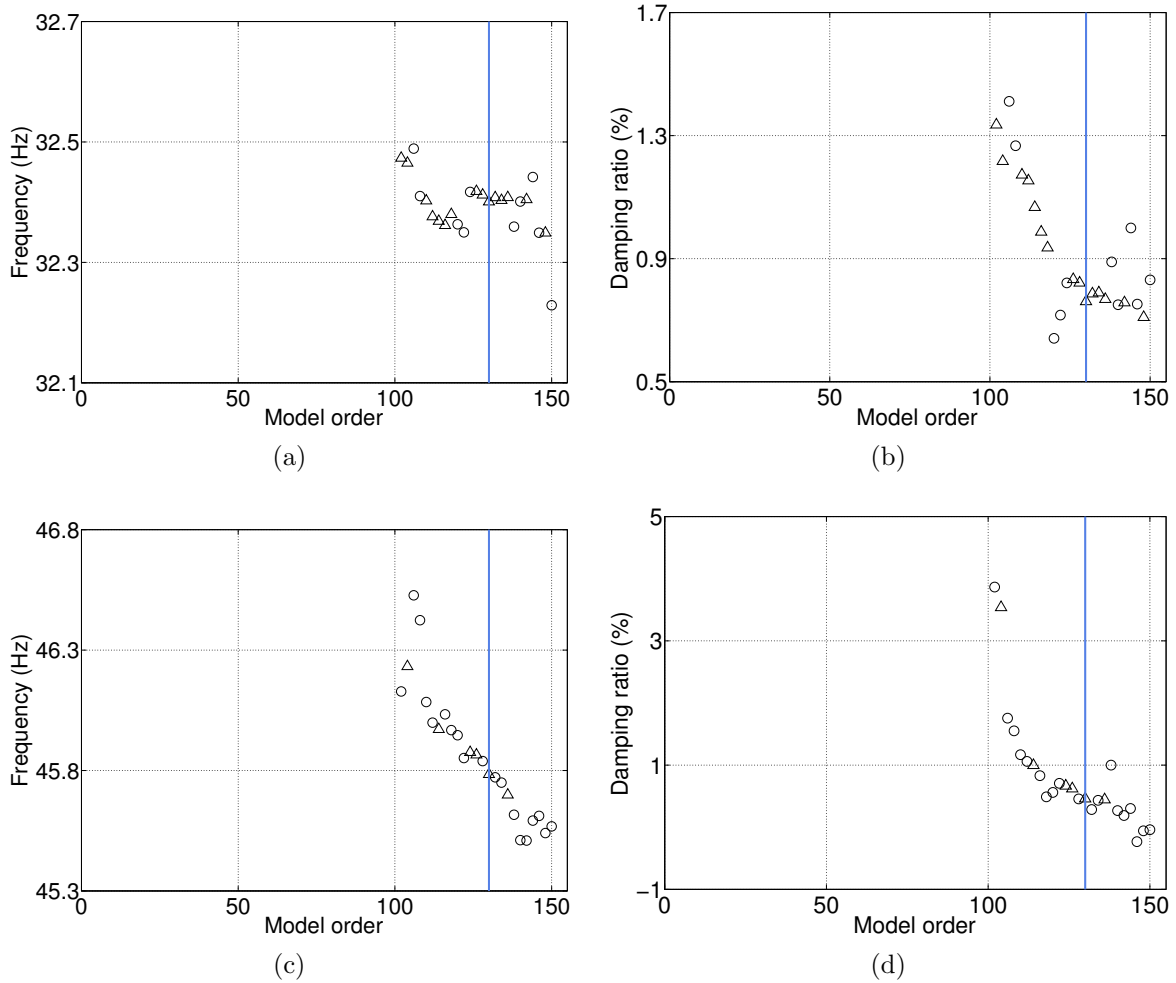 32.7
32.5
32.3
32.1
Frequency (Hz)
0 50 100 150
Model order
(a)
1.7
1.3
0.9
0.5
Damping ratio (%)
0 50 100 150
Model order
(b)
46.8
46.3
45.8
45.3
Frequency (Hz)
0 50 100 150
Model order
(c)
5
3
1
−1
Damping ratio (%)
0 50 100 150
Model order
(d)